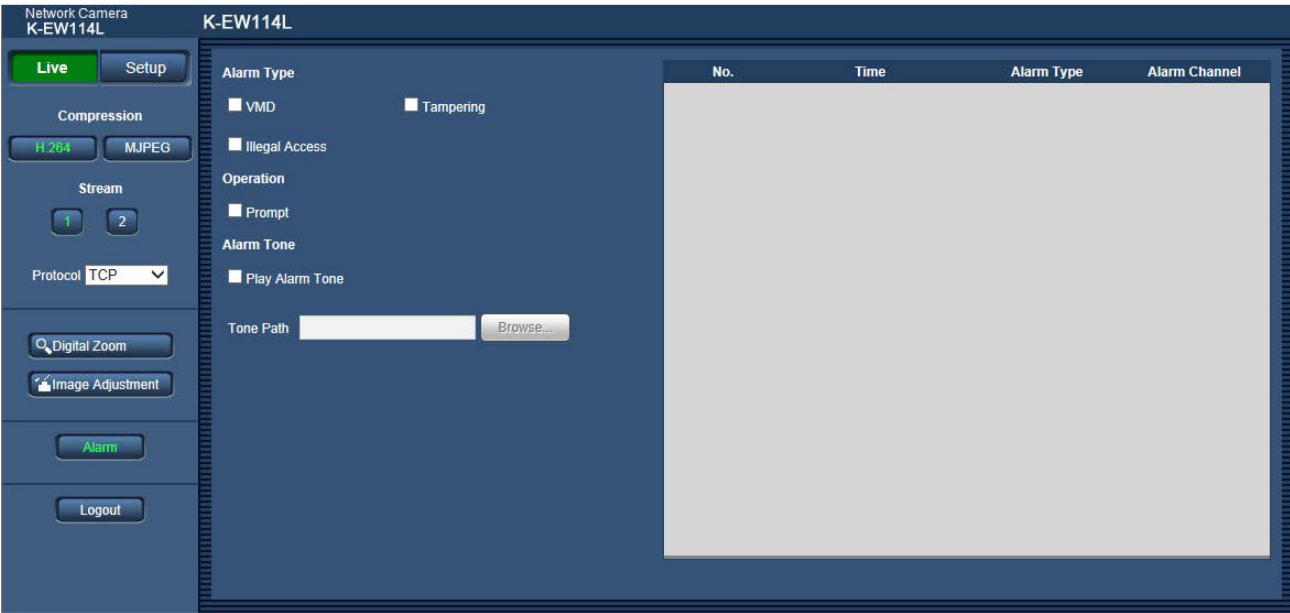 Network Camera
K-EW114L
K-EW114L
Live Setup
Compression
H.264 MJPEG
Stream
1 2
Protocol TCP
Digital Zoom
Image Adjustment
Alarm
Logout
Alarm Type
VMD Tampering
Illegal Access
Operation
Prompt
Alarm Tone
Play Alarm Tone
Tone Path Browse...
No. Time Alarm Type Alarm Channel